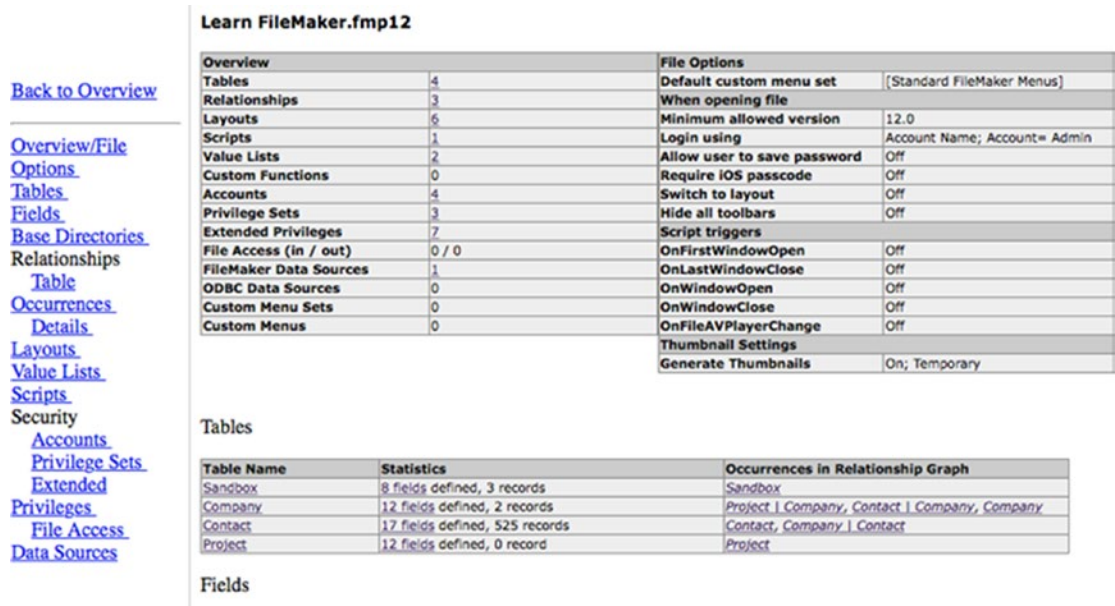 Learn FileMaker.fmp12
Back to Overview
Overview/File
Options
Tables
Fields
Base Directories
Relationships
Table
Occurrences
Details
Layouts
Value Lists
Scripts
Security
Accounts
Privilege Sets
Extended
Privileges
File Access
Data Sources
Overview
Tables 4
Relationships 3
Layouts 6
Scripts 1
Value Lists 2
Custom Functions 0
Accounts 4
Privilege Sets 3
Extended Privileges 7
File Access (in / out) 0 / 0
FileMaker Data Sources 1
ODBC Data Sources 0
Custom Menu Sets 0
Custom Menus 0
File Options
Default custom menu set [Standard FileMaker Menus]
When opening file
Minimum allowed version 12.0
Login using Account Name; Account= Admin
Allow user to save password Off
Require iOS passcode Off
Switch to layout Off
Hide all toolbars Off
Script triggers
OnFirstWindowOpen Off
OnLastWindowClose Off
OnWindowOpen Off
OnWindowClose Off
OnFileAVPlayerChange Off
Thumbnail Settings
Generate Thumbnails On; Temporary
Tables
Table Name Statistics Occurrences in Relationship Graph
Sandbox 8 fields defined, 3 records Sandbox
Company 12 fields defined, 2 records Project | Company, Contact | Company, Company
Contact 17 fields defined, 525 records Contact, Company | Contact
Project 12 fields defined, 0 record Project
Fields